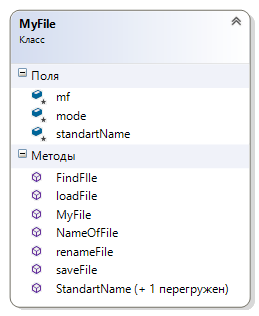 MyFile
Класс
Поля
mf
mode
standartName
Методы
FindFIle
loadFile
MyFile
NameOfFile
renameFile
saveFile
StandartName (+ 1 перегружен)